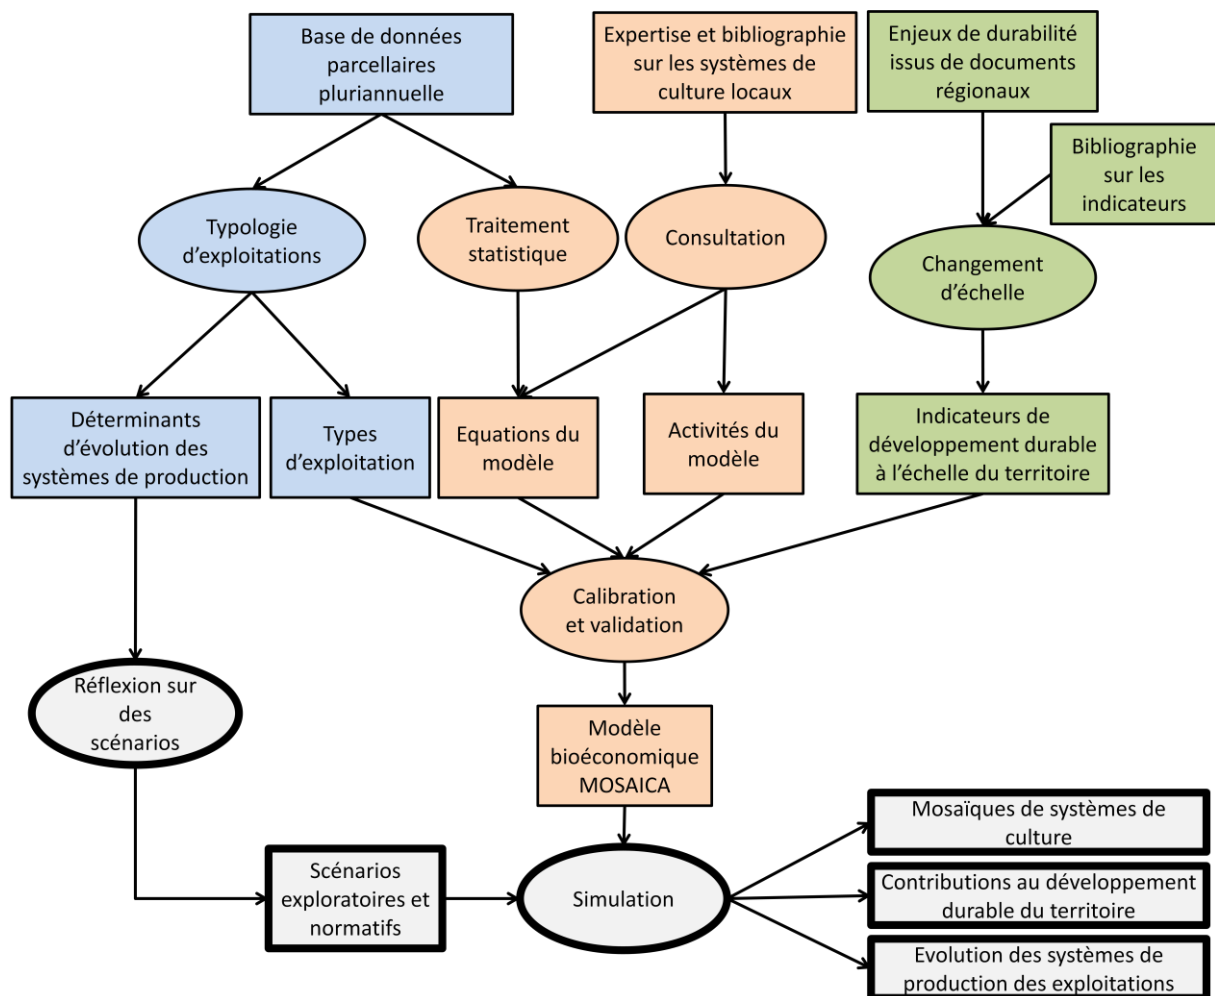 Base de données
parcellaires
pluriannuelle
Expertise et bibliographie
sur les systèmes de
culture locaux
Enjeux de durabilité
issus de documents
régionaux
Bibliographie
sur les
indicateurs
Typologie
d’exploitations
Traitement
statistique
Consultation
Changement
d’échelle
Déterminants
d’évolution des
systèmes de production
Types
d’exploitation
Equations du
modèle
Activités du
modèle
Indicateurs de
développement durable
à l’échelle du territoire
Calibration
et validation
Réflexion sur
des
scénarios
Modèle
bioéconomique
MOSAICA
Scénarios
exploratoires et
normatifs
Simulation
Mosaïques de systèmes de
culture
Contributions au développement
durable du territoire
Evolution des systèmes de
production des exploitations